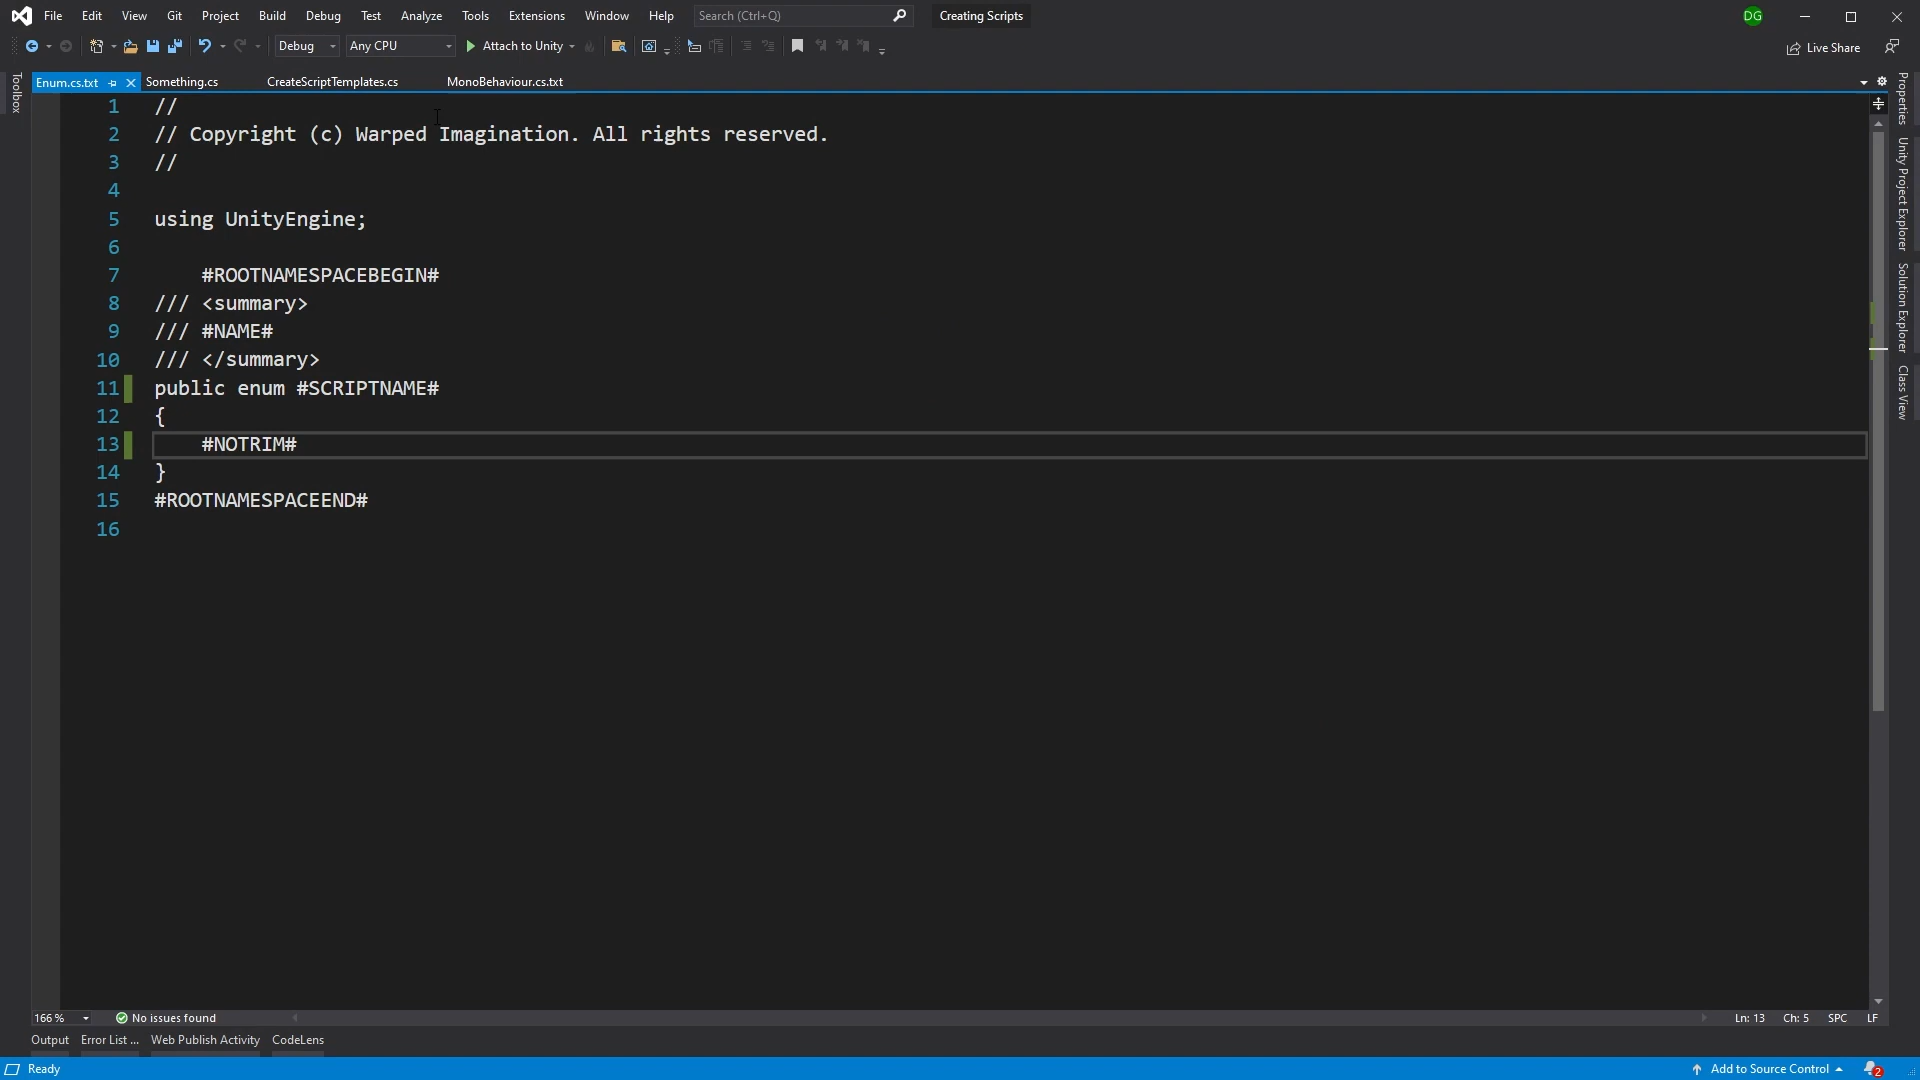 File Edit View Git Project Build Debug Test Analyze Tools Extensions Window Help Search (Ctrl+Q) Creating Scripts DG
Debug Any CPU Attach to Unity Live Share
Enum.cs.txt Something.cs CreateScriptTemplates.cs MonoBehaviour.cs.txt
Toolbox
Properties
Unity Project Explorer
Solution Explorer
Class View
1 //
2 // Copyright (c) Warped Imagination. All rights reserved.
3 //
4
5 using UnityEngine;
6
7 #ROOTNAMESPACEBEGIN#
8 /// <summary>
9 /// #NAME#
10 /// </summary>
11 public enum #SCRIPTNAME#
12 {
13 #NOTRIM#
14 }
15 #ROOTNAMESPACEEND#
16
166 % No issues found Ln: 13 Ch: 5 SPC LF
Output Error List ... Web Publish Activity CodeLens
Ready Add to Source Control 2